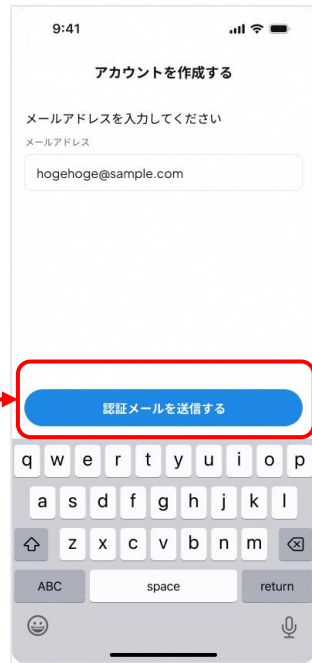 9:41
アカウントを作成する
メールアドレスを入力してください
メールアドレス
hogehoge@sample.com
認証メールを送信する
q w e r t y u i o p
a s d f g h j k l
z x c v b n m
ABC space return